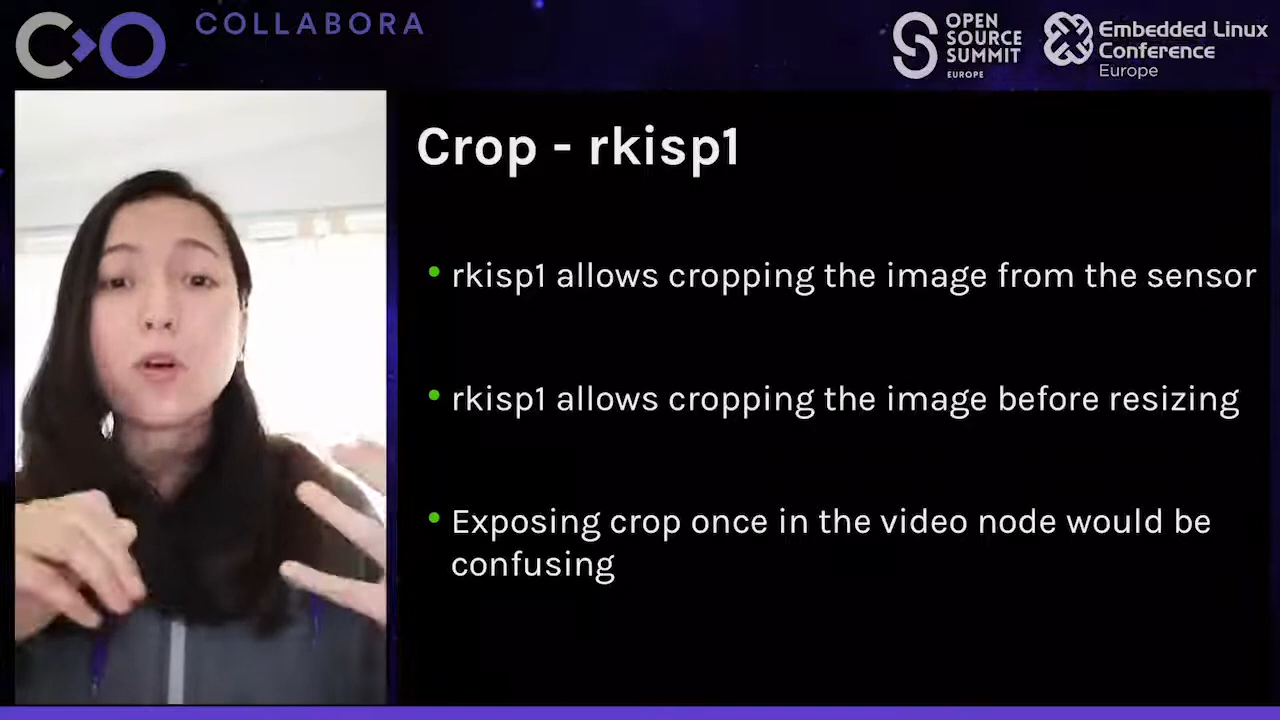 COLLABORA
OPEN
SOURCE
SUMMIT
EUROPE
Embedded Linux
Conference
Europe
Crop - rkisp1
• rkisp1 allows cropping the image from the sensor
• rkisp1 allows cropping the image before resizing
• Exposing crop once in the video node would be
confusing